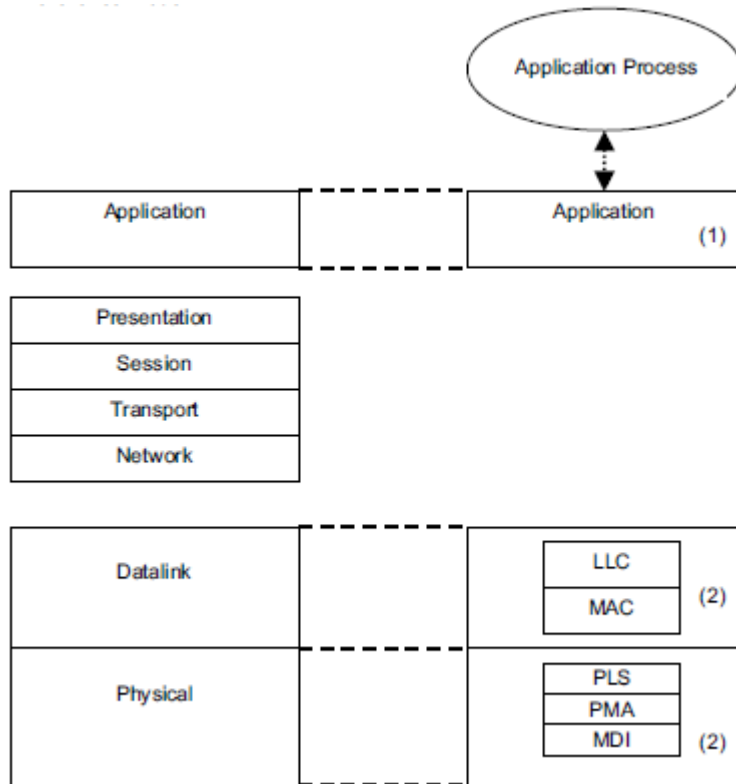 Application Process
Application
Application
(1)
Presentation
Session
Transport
Network
Datalink
LLC
MAC
(2)
Physical
PLS
PMA
MDI
(2)